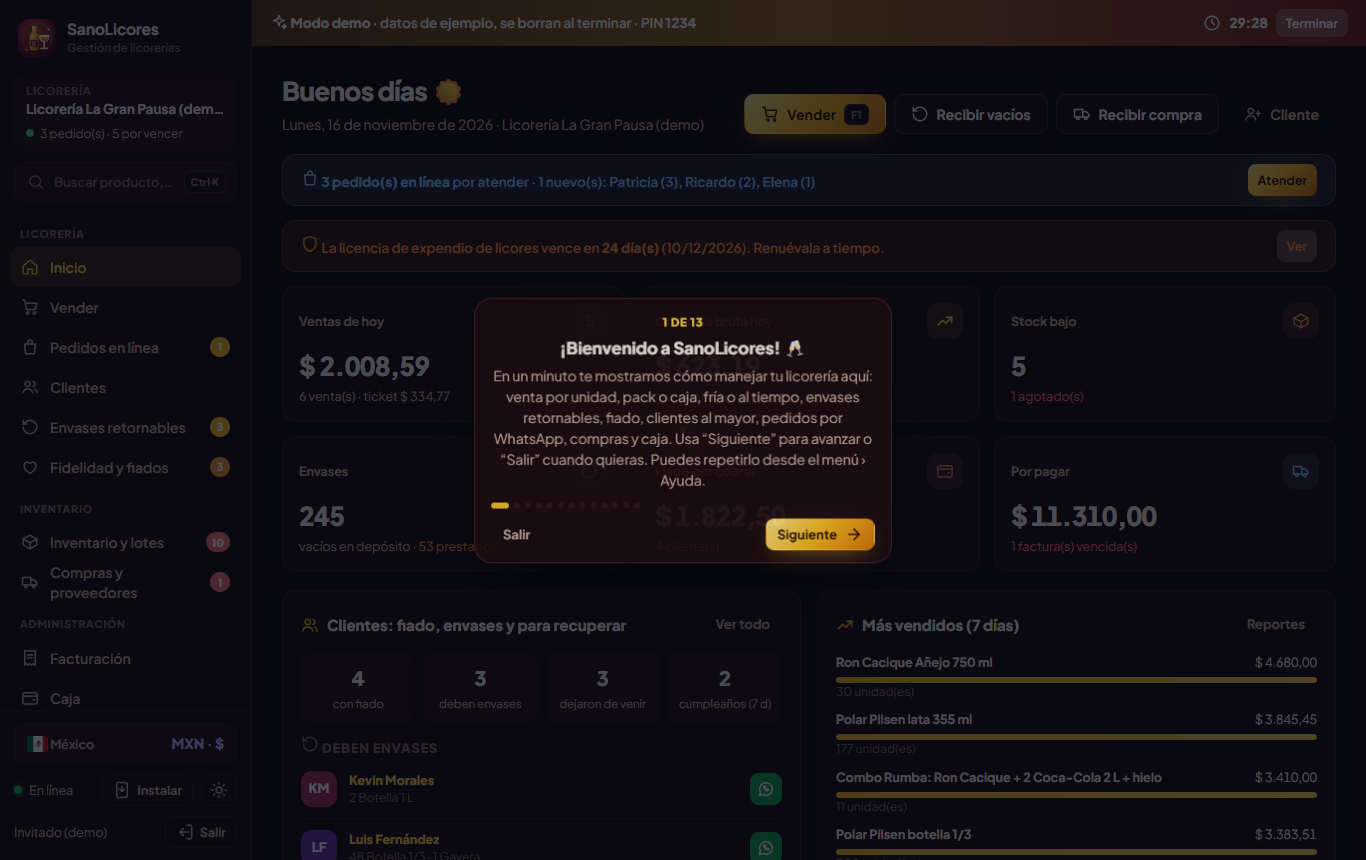 SanoLicores
Gestión de licorerías
LICORERÍA
Licorería La Gran Pausa (dem...
3 pedido(s) · 5 por vencer
Buscar producto,...
Ctrl K
LICORERÍA
Inicio
Vender
Pedidos en línea
1
Clientes
Envases retornables
3
Fidelidad y fiados
3
INVENTARIO
Inventario y lotes
10
Compras y
proveedores
1
ADMINISTRACIÓN
Facturación
Caja
México
MXN · $
En línea
Instalar
Invitado (demo)
Salir
Modo demo · datos de ejemplo, se borran al terminar · PIN 1234
29:28
Terminar
Buenos días
Lunes, 16 de noviembre de 2026 · Licorería La Gran Pausa (demo)
Vender
F1
Recibir vacíos
Recibir compra
Cliente
3 pedido(s) en línea por atender · 1 nuevo(s): Patricia (3), Ricardo (2), Elena (1)
Atender
La licencia de expendio de licores vence en 24 día(s) (10/12/2026). Renuévala a tiempo.
Ver
Ventas de hoy
$ 2.008,59
6 venta(s) · ticket $ 334,77
Stock bajo
5
1 agotado(s)
Envases
245
vacíos en depósito · 53 prestados
$ 1.822,50
4 cliente(s)
Por pagar
$ 11.310,00
1 factura(s) vencida(s)
1 DE 13
¡Bienvenido a SanoLicores!
En un minuto te mostramos cómo manejar tu licorería aquí:
venta por unidad, pack o caja, fría o al tiempo, envases
retornables, fiado, clientes al mayor, pedidos por
WhatsApp, compras y caja. Usa “Siguiente” para avanzar o
“Salir” cuando quieras. Puedes repetirlo desde el menú ›
Ayuda.
Salir
Siguiente
Clientes: fiado, envases y para recuperar
Ver todo
4
con fiado
3
deben envases
3
dejaron de venir
2
cumpleaños (7 d)
DEBEN ENVASES
KM
Kevin Morales
2 Botella 1 L
LF
Luis Fernández
48 Botella 1/3 · 1 Gavera
Más vendidos (7 días)
Reportes
Ron Cacique Añejo 750 ml
$ 4.680,00
30 unidad(es)
Polar Pilsen lata 355 ml
$ 3.845,45
177 unidad(es)
Combo Rumba: Ron Cacique + 2 Coca-Cola 2 L + hielo
$ 3.410,00
11 unidad(es)
Polar Pilsen botella 1/3
$ 3.383,51